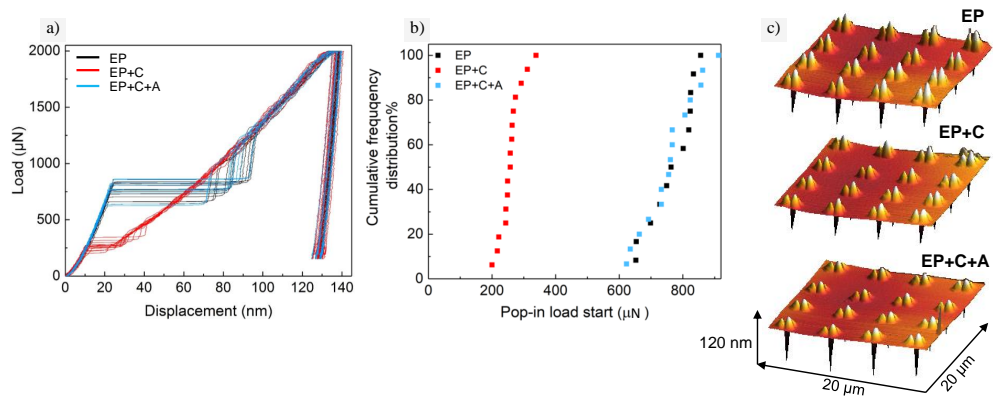 a)
EP
EP+C
EP+C+A
2000
1500
1000
500
0
0 20 40 60 80 100 120 140
Load (μN)
Displacement (nm)
b)
EP
EP+C
EP+C+A
100
80
60
40
20
0
0 200 400 600 800
Cumulative freuqency
distribution%
Pop-in load start (μN )
c)
EP
EP+C
EP+C+A
120 nm
20 μm
20 μm